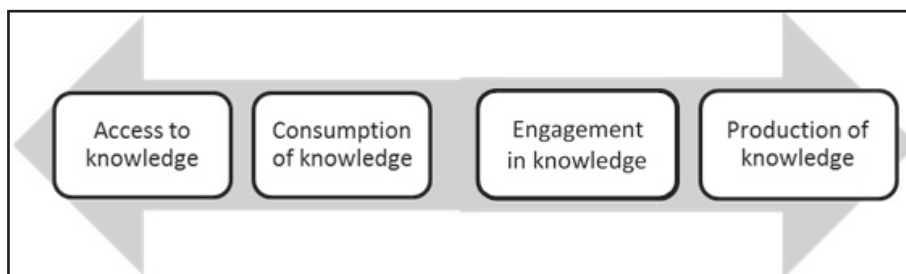 Access to
knowledge
Consumption
of knowledge
Engagement
in knowledge
Production of
knowledge